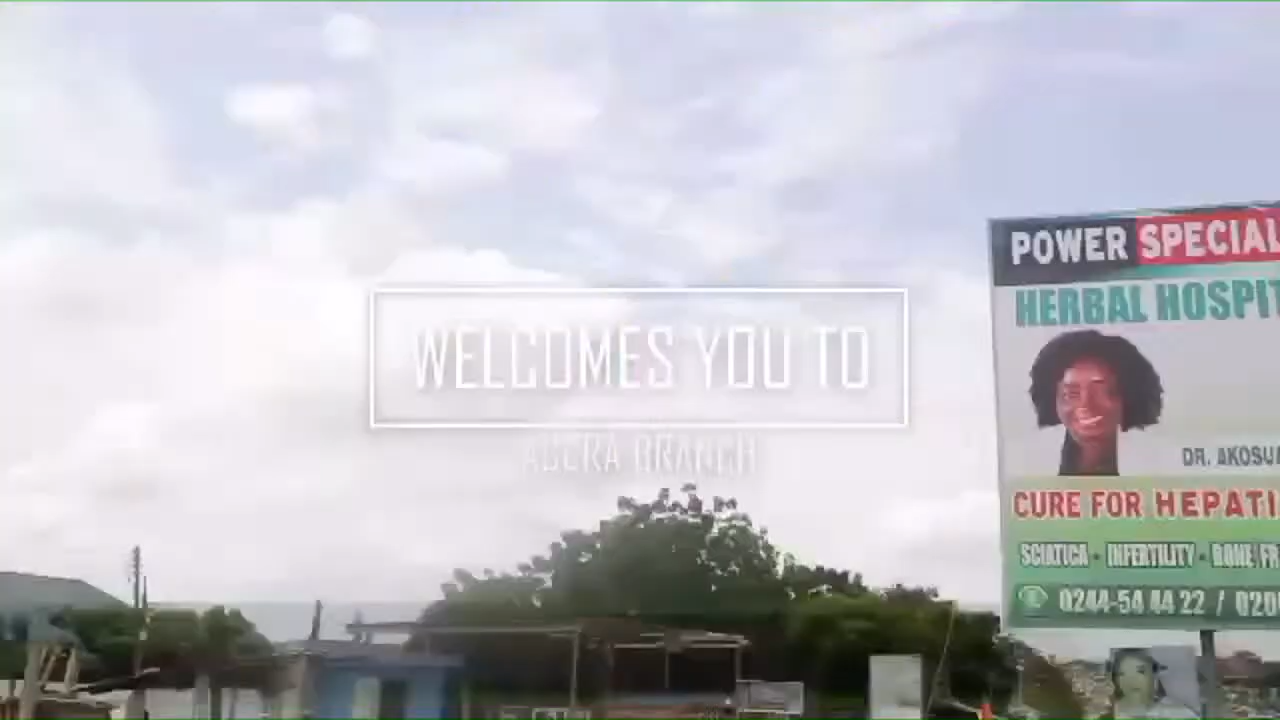 WELCOMES YOU TO
ACCRA BRANCH
POWER SPECIAL
HERBAL HOSPIT
DR. AKOSUA
CURE FOR HEPATI
SCIATICA - INFERTILITY - BONE FR
0244-54 44 22 / 020